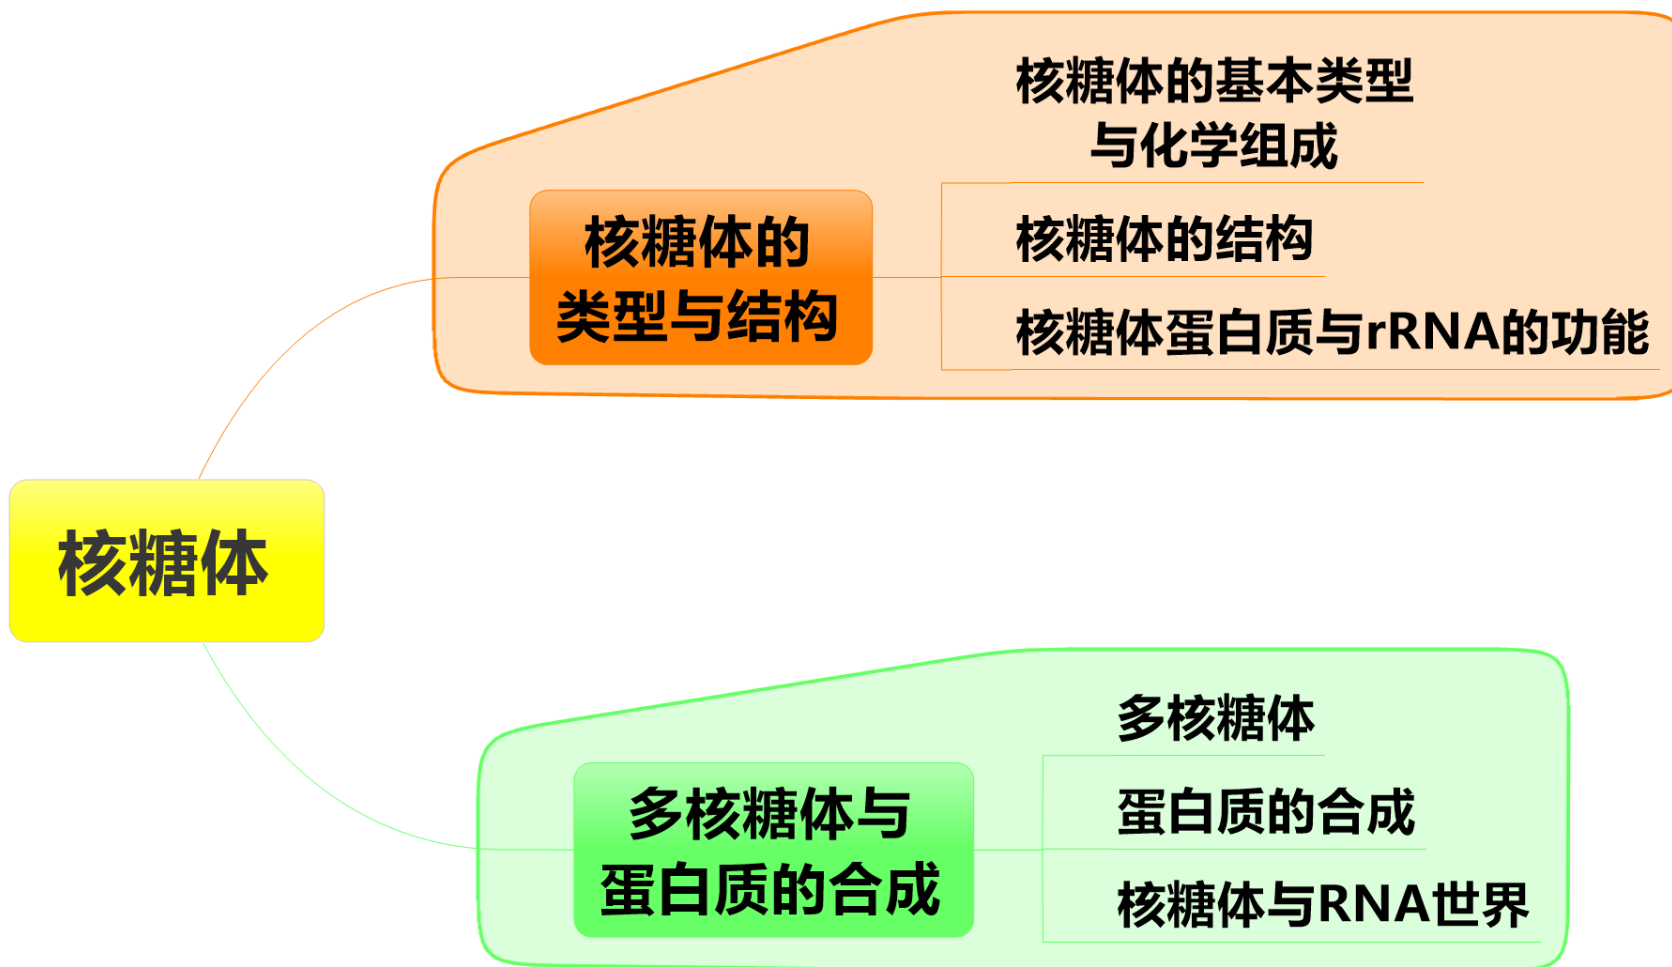 核糖体的基本类型
与化学组成
核糖体的
类型与结构
核糖体的结构
核糖体蛋白质与rRNA的功能
核糖体
多核糖体
多核糖体与
蛋白质的合成
蛋白质的合成
核糖体与RNA世界